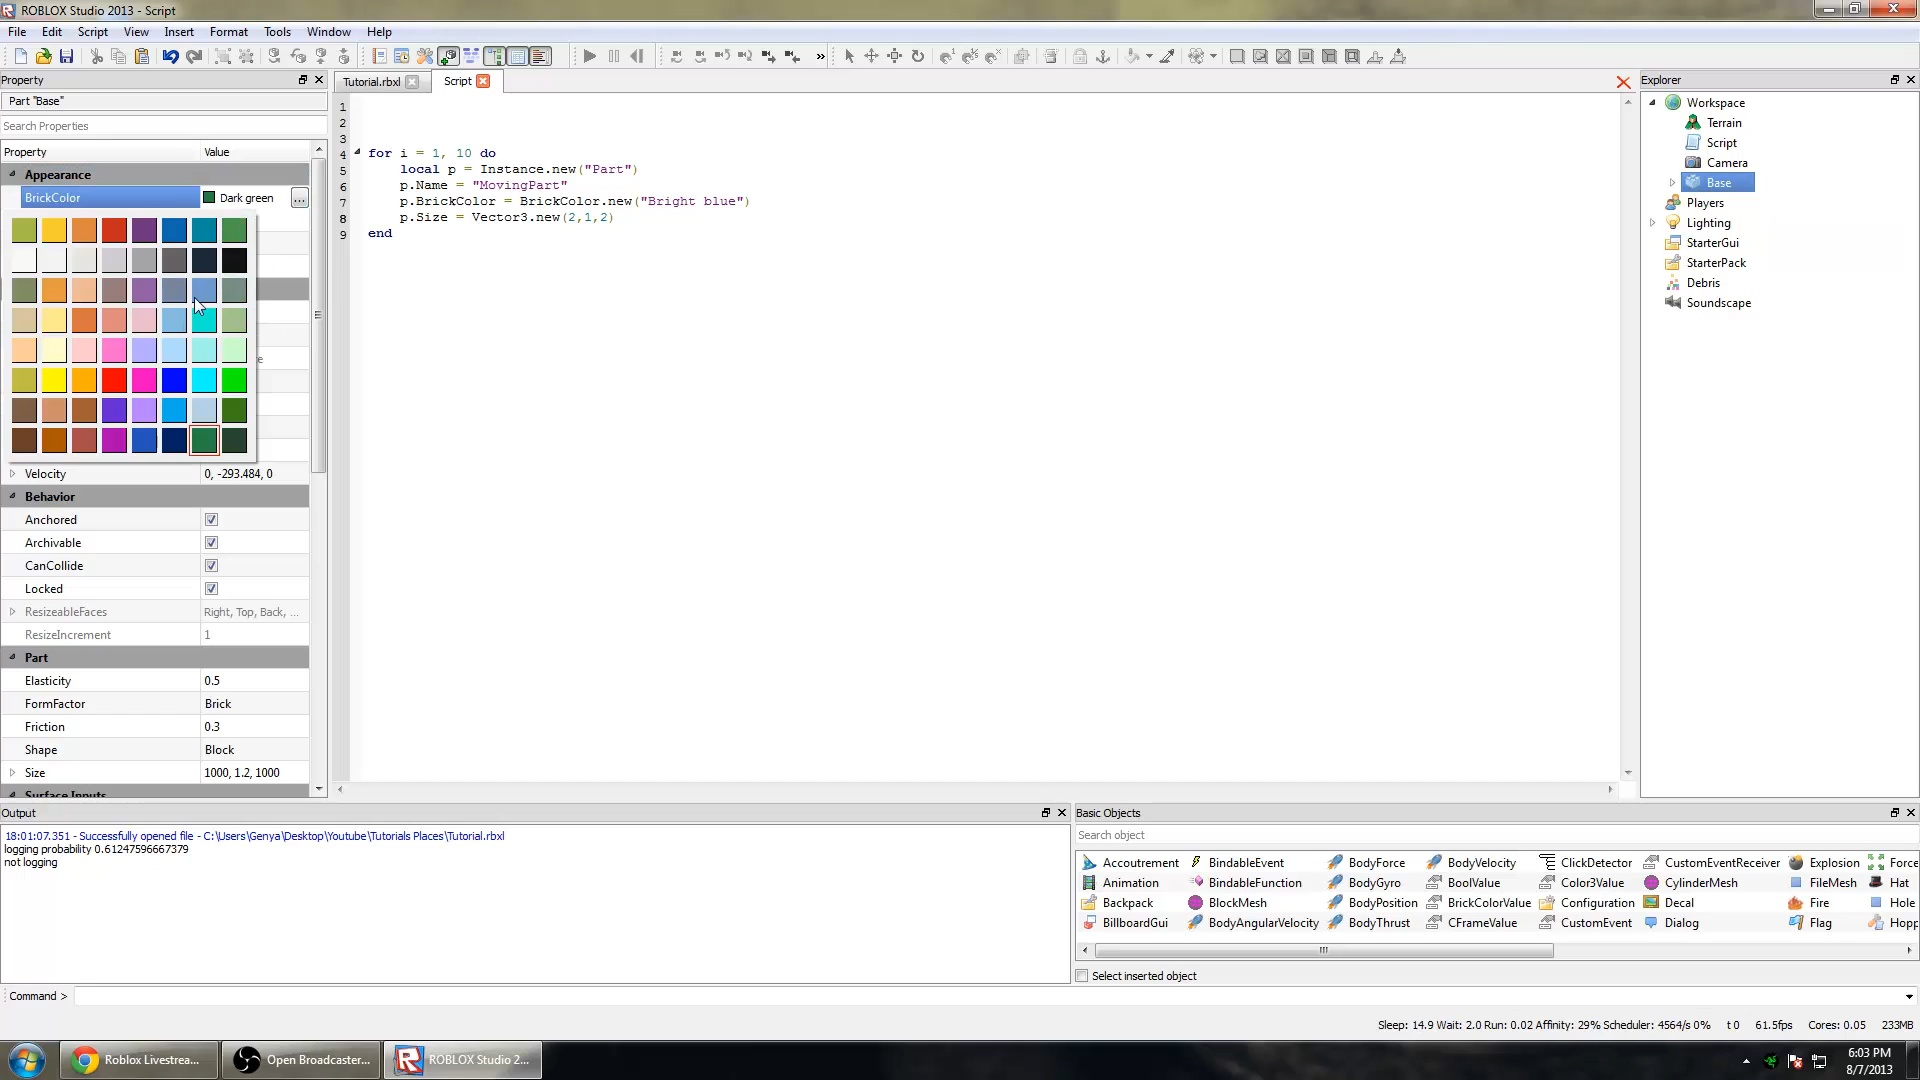 ROBLOX Studio 2013 - Script
File Edit Script View Insert Format Tools Window Help
Property
Part "Base"
Search Properties
Property Value
Appearance
BrickColor Dark green ...
Velocity 0, -293.484, 0
Behavior
Anchored
Archivable
CanCollide
Locked
ResizeableFaces Right, Top, Back, ...
ResizeIncrement 1
Part
Elasticity 0.5
FormFactor Brick
Friction 0.3
Shape Block
Size 1000, 1.2, 1000
Surface Inputs
Tutorial.rbxl Script
1
2
3
4 for i = 1, 10 do
5 local p = Instance.new("Part")
6 p.Name = "MovingPart"
7 p.BrickColor = BrickColor.new("Bright blue")
8 p.Size = Vector3.new(2,1,2)
9 end
Explorer
Workspace
Terrain
Script
Camera
Base
Players
Lighting
StarterGui
StarterPack
Debris
Soundscape
Output
18:01:07.351 - Successfully opened file - C:\Users\Genya\Desktop\Youtube\Tutorials Places\Tutorial.rbxl
logging probability 0.61247596667379
not logging
Basic Objects
Search object
Accoutrement BindableEvent BodyForce BodyVelocity ClickDetector CustomEventReceiver Explosion Force
Animation BindableFunction BodyGyro BoolValue Color3Value CylinderMesh FileMesh Hat
Backpack BlockMesh BodyPosition BrickColorValue Configuration Decal Fire Hole
BillboardGui BodyAngularVelocity BodyThrust CFrameValue CustomEvent Dialog Flag Hopp
Select inserted object
Command >
Sleep: 14.9 Wait: 2.0 Run: 0.02 Affinity: 29% Scheduler: 4564/s 0% t 0 61.5fps Cores: 0.05 233MB
Roblox Livestrea... Open Broadcaster... ROBLOX Studio 2...
6:03 PM
8/7/2013